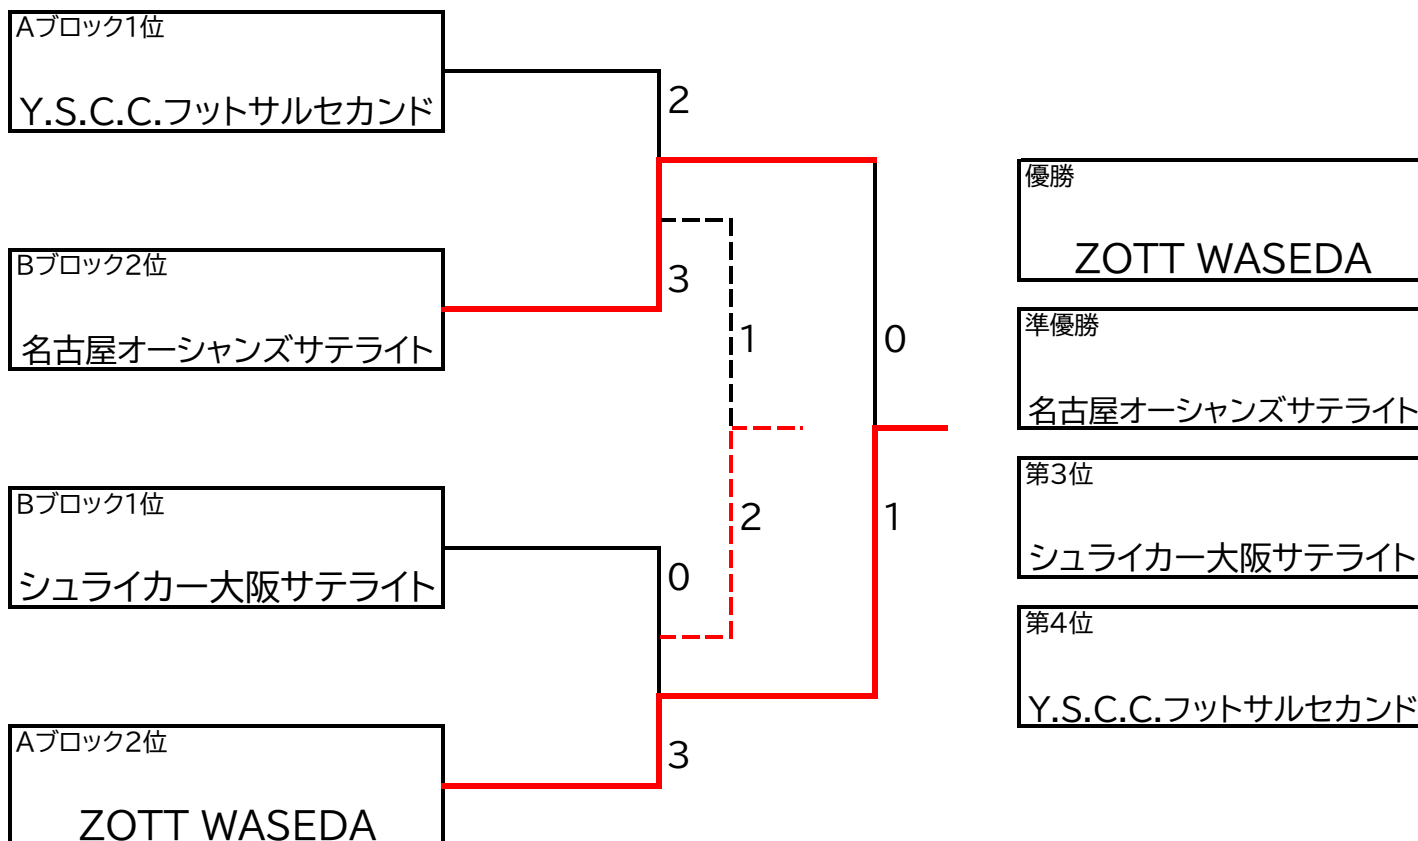 Aブロック1位
Y.S.C.C.フットサルセカンド
2
Bブロック2位
名古屋オーシャンズサテライト
3
1
0
Bブロック1位
シュライカー大阪サテライト
0
2
1
Aブロック2位
ZOTT WASEDA
3
優勝
ZOTT WASEDA
準優勝
名古屋オーシャンズサテライト
第3位
シュライカー大阪サテライト
第4位
Y.S.C.C.フットサルセカンド